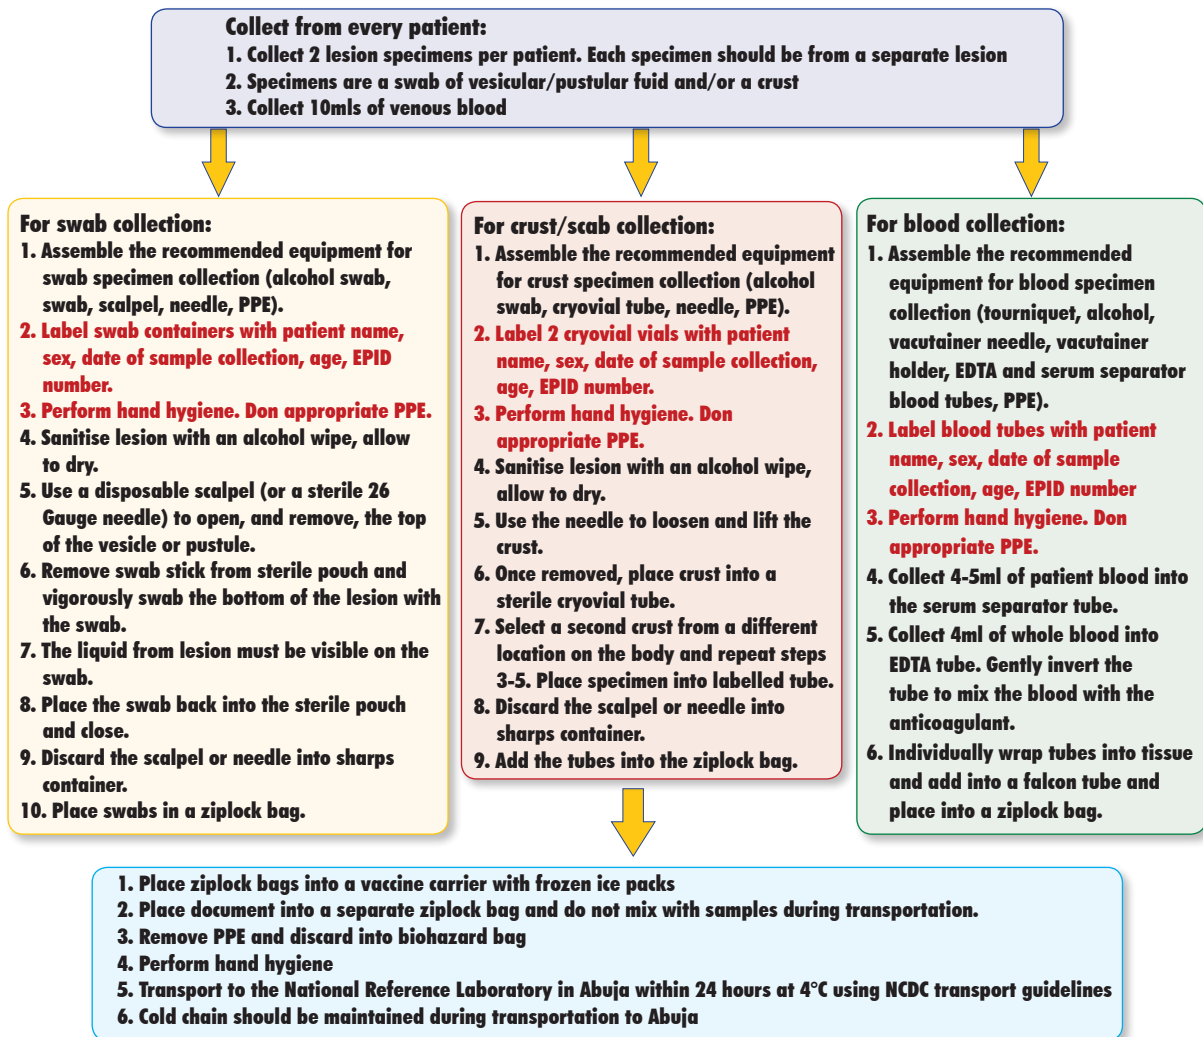 Collect from every patient:
1. Collect 2 lesion specimens per patient. Each specimen should be from a separate lesion
2. Specimens are a swab of vesicular/pustular fuid and/or a crust
3. Collect 10mls of venous blood
For swab collection:
1. Assemble the recommended equipment for
swab specimen collection (alcohol swab,
swab, scalpel, needle, PPE).
2. Label swab containers with patient name,
sex, date of sample collection, age, EPID
number.
3. Perform hand hygiene. Don appropriate PPE.
4. Sanitise lesion with an alcohol wipe, allow
to dry.
5. Use a disposable scalpel (or a sterile 26
Gauge needle) to open, and remove, the top
of the vesicle or pustule.
6. Remove swab stick from sterile pouch and
vigorously swab the bottom of the lesion with
the swab.
7. The liquid from lesion must be visible on the
swab.
8. Place the swab back into the sterile pouch
and close.
9. Discard the scalpel or needle into sharps
container.
10. Place swabs in a ziplock bag.
For crust/scab collection:
1. Assemble the recommended equipment
for crust specimen collection (alcohol
swab, cryovial tube, needle, PPE).
2. Label 2 cryovial vials with patient
name, sex, date of sample collection,
age, EPID number.
3. Perform hand hygiene. Don
appropriate PPE.
4. Sanitise lesion with an alcohol wipe,
allow to dry.
5. Use the needle to loosen and lift the
crust.
6. Once removed, place crust into a
sterile cryovial tube.
7. Select a second crust from a different
location on the body and repeat steps
3-5. Place specimen into labelled tube.
8. Discard the scalpel or needle into
sharps container.
9. Add the tubes into the ziplock bag.
For blood collection:
1. Assemble the recommended
equipment for blood specimen
collection (tourniquet, alcohol,
vacutainer needle, vacutainer
holder, EDTA and serum separator
blood tubes, PPE).
2. Label blood tubes with patient
name, sex, date of sample
collection, age, EPID number
3. Perform hand hygiene. Don
appropriate PPE.
4. Collect 4-5ml of patient blood into
the serum separator tube.
5. Collect 4ml of whole blood into
EDTA tube. Gently invert the
tube to mix the blood with the
anticoagulant.
6. Individually wrap tubes into tissue
and add into a falcon tube and
place into a ziplock bag.
1. Place ziplock bags into a vaccine carrier with frozen ice packs
2. Place document into a separate ziplock bag and do not mix with samples during transportation.
3. Remove PPE and discard into biohazard bag
4. Perform hand hygiene
5. Transport to the National Reference Laboratory in Abuja within 24 hours at 4°C using NCDC transport guidelines
6. Cold chain should be maintained during transportation to Abuja